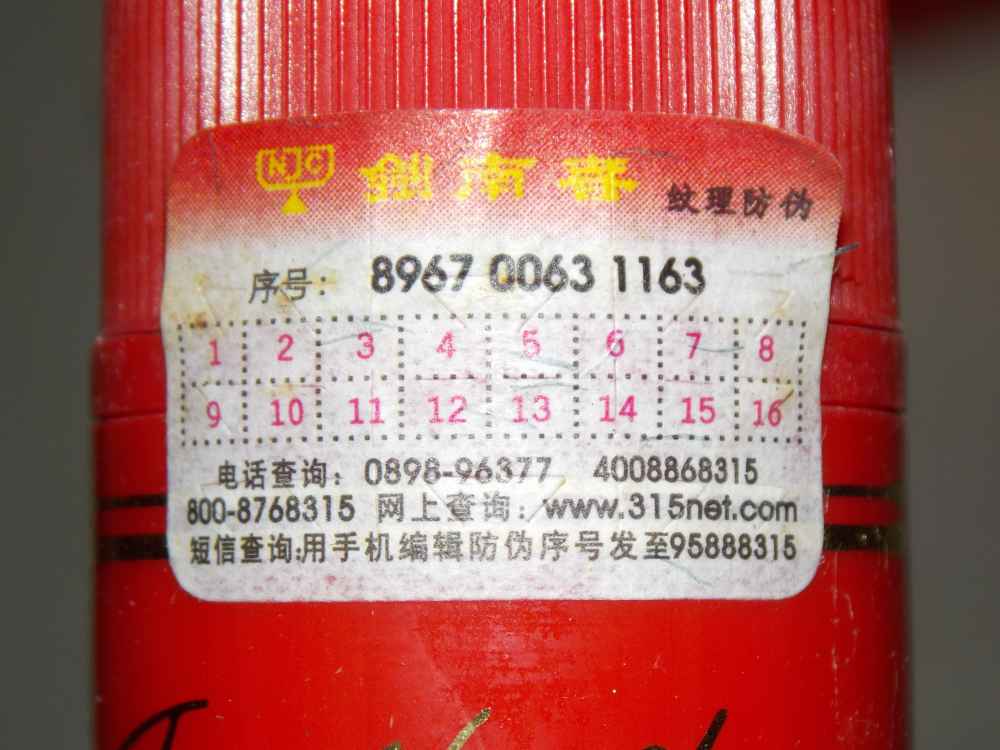 NJC 剑南春 纹理防伪
序号: 8967 0063 1163
1 2 3 4 5 6 7 8
9 10 11 12 13 14 15 16
电话查询: 0898-96377 4008868315
800-8768315 网上查询: www.315net.com
短信查询:用手机编辑防伪序号发至95888315